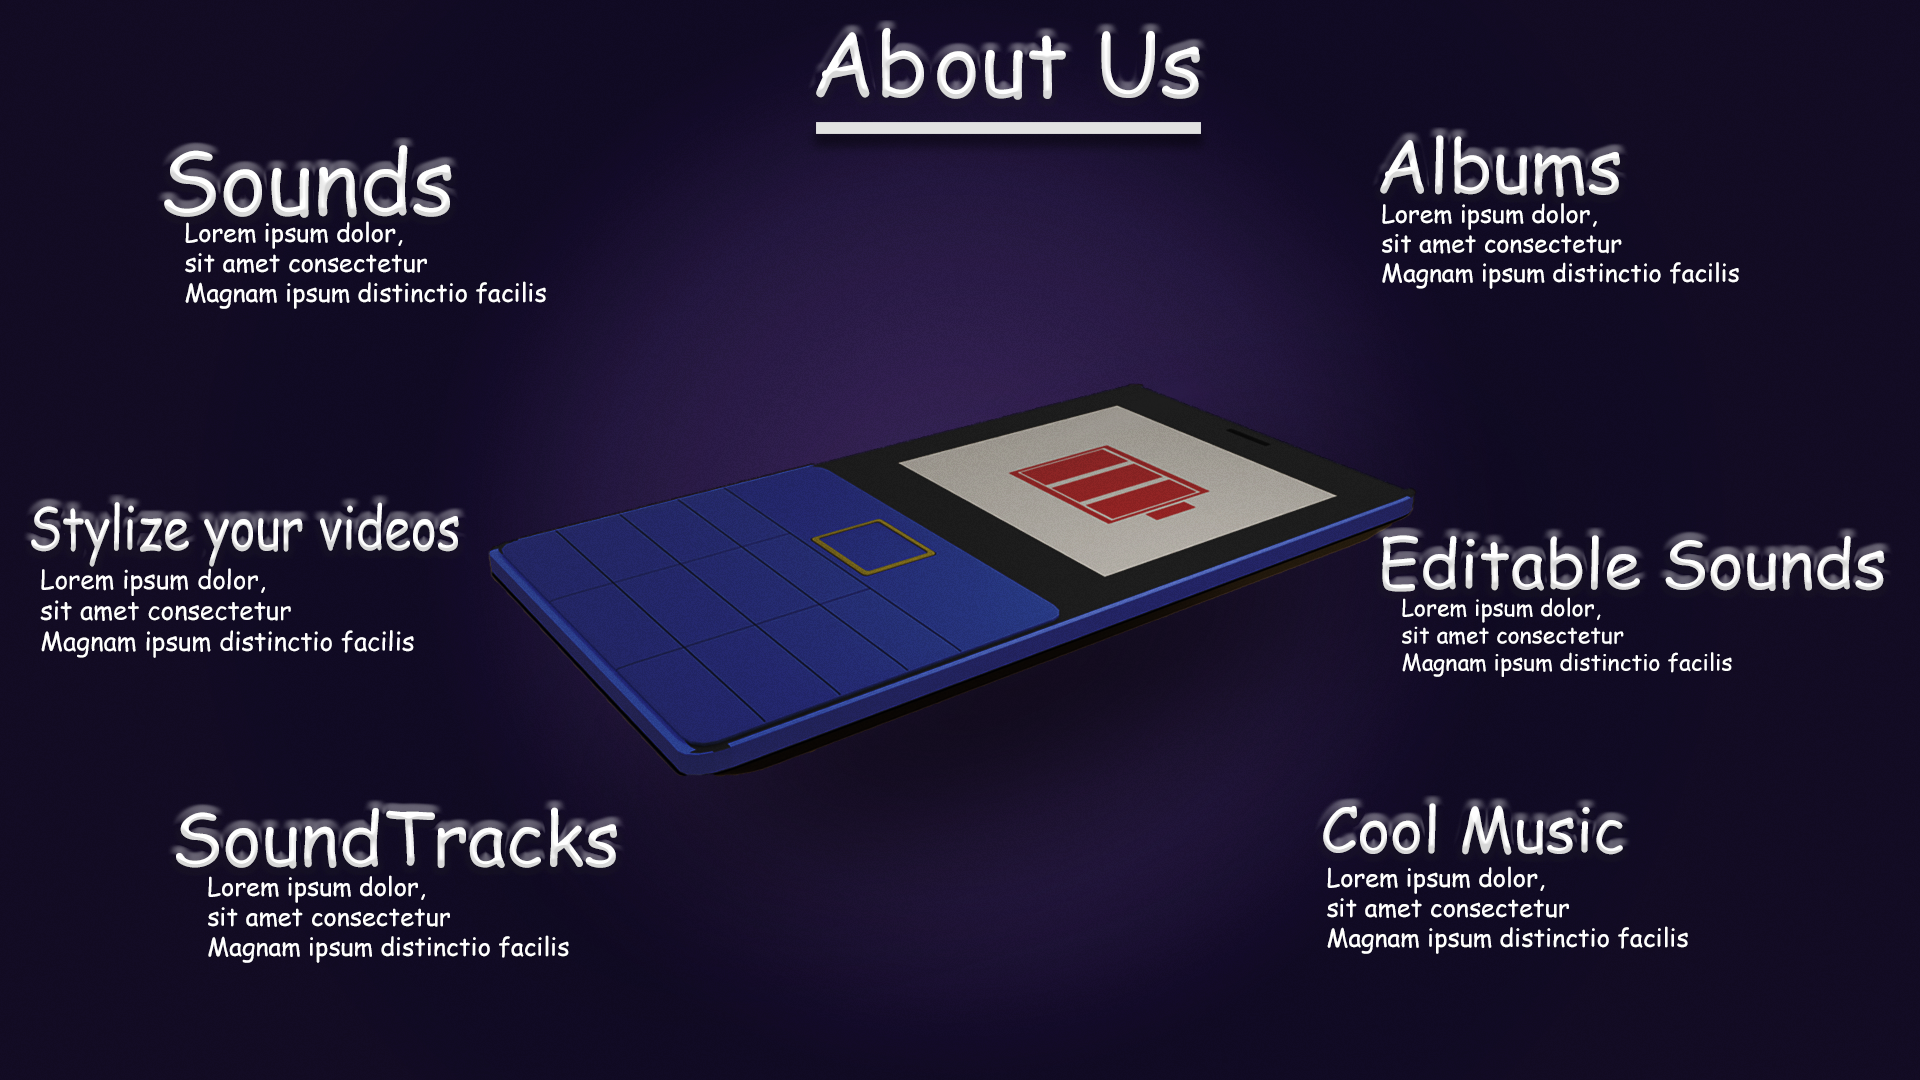 About Us
Sounds
Lorem ipsum dolor,
sit amet consectetur
Magnam ipsum distinctio facilis
Albums
Lorem ipsum dolor,
sit amet consectetur
Magnam ipsum distinctio facilis
Stylize your videos
Lorem ipsum dolor,
sit amet consectetur
Magnam ipsum distinctio facilis
Editable Sounds
Lorem ipsum dolor,
sit amet consectetur
Magnam ipsum distinctio facilis
SoundTracks
Lorem ipsum dolor,
sit amet consectetur
Magnam ipsum distinctio facilis
Cool Music
Lorem ipsum dolor,
sit amet consectetur
Magnam ipsum distinctio facilis